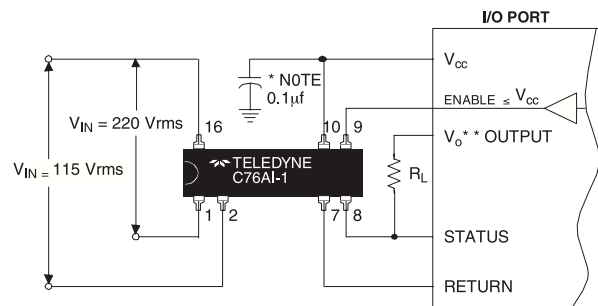 I/O PORT
V_cc
* N0TE
0.1µf
ENABLE ≤ V_cc
V_IN = 220 Vrms
16
10
9
V_o* * OUTPUT
TELEDYNE
C76AI-1
V_IN = 115 Vrms
R_L
1
2
7
8
STATUS
RETURN